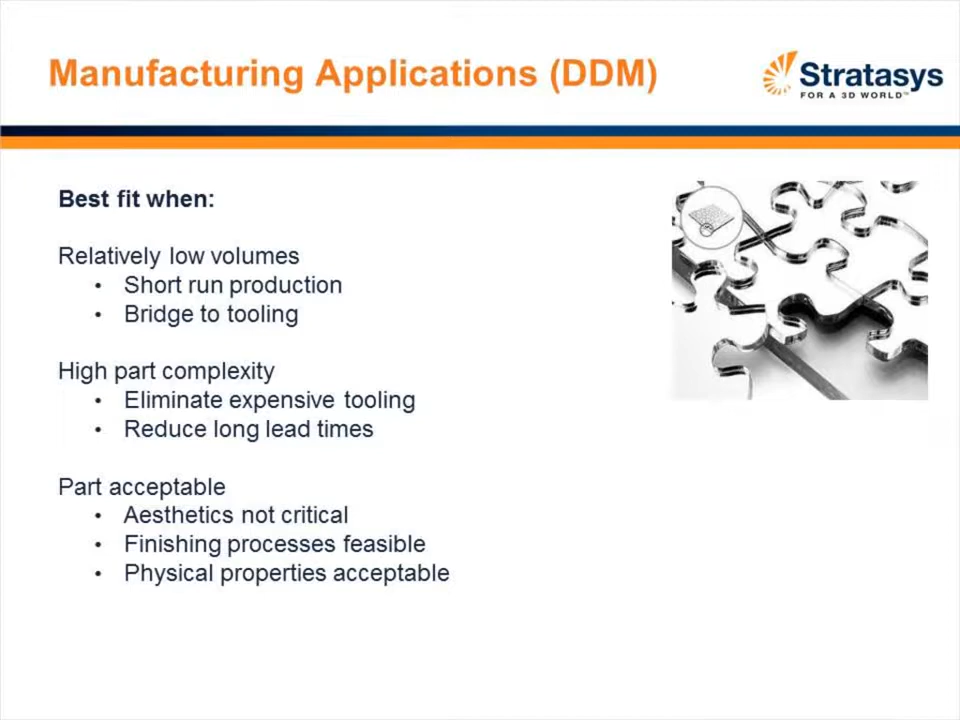 Manufacturing Applications (DDM)
Stratasys
FOR A 3D WORLD™
Best fit when:
Relatively low volumes
• Short run production
• Bridge to tooling
High part complexity
• Eliminate expensive tooling
• Reduce long lead times
Part acceptable
• Aesthetics not critical
• Finishing processes feasible
• Physical properties acceptable